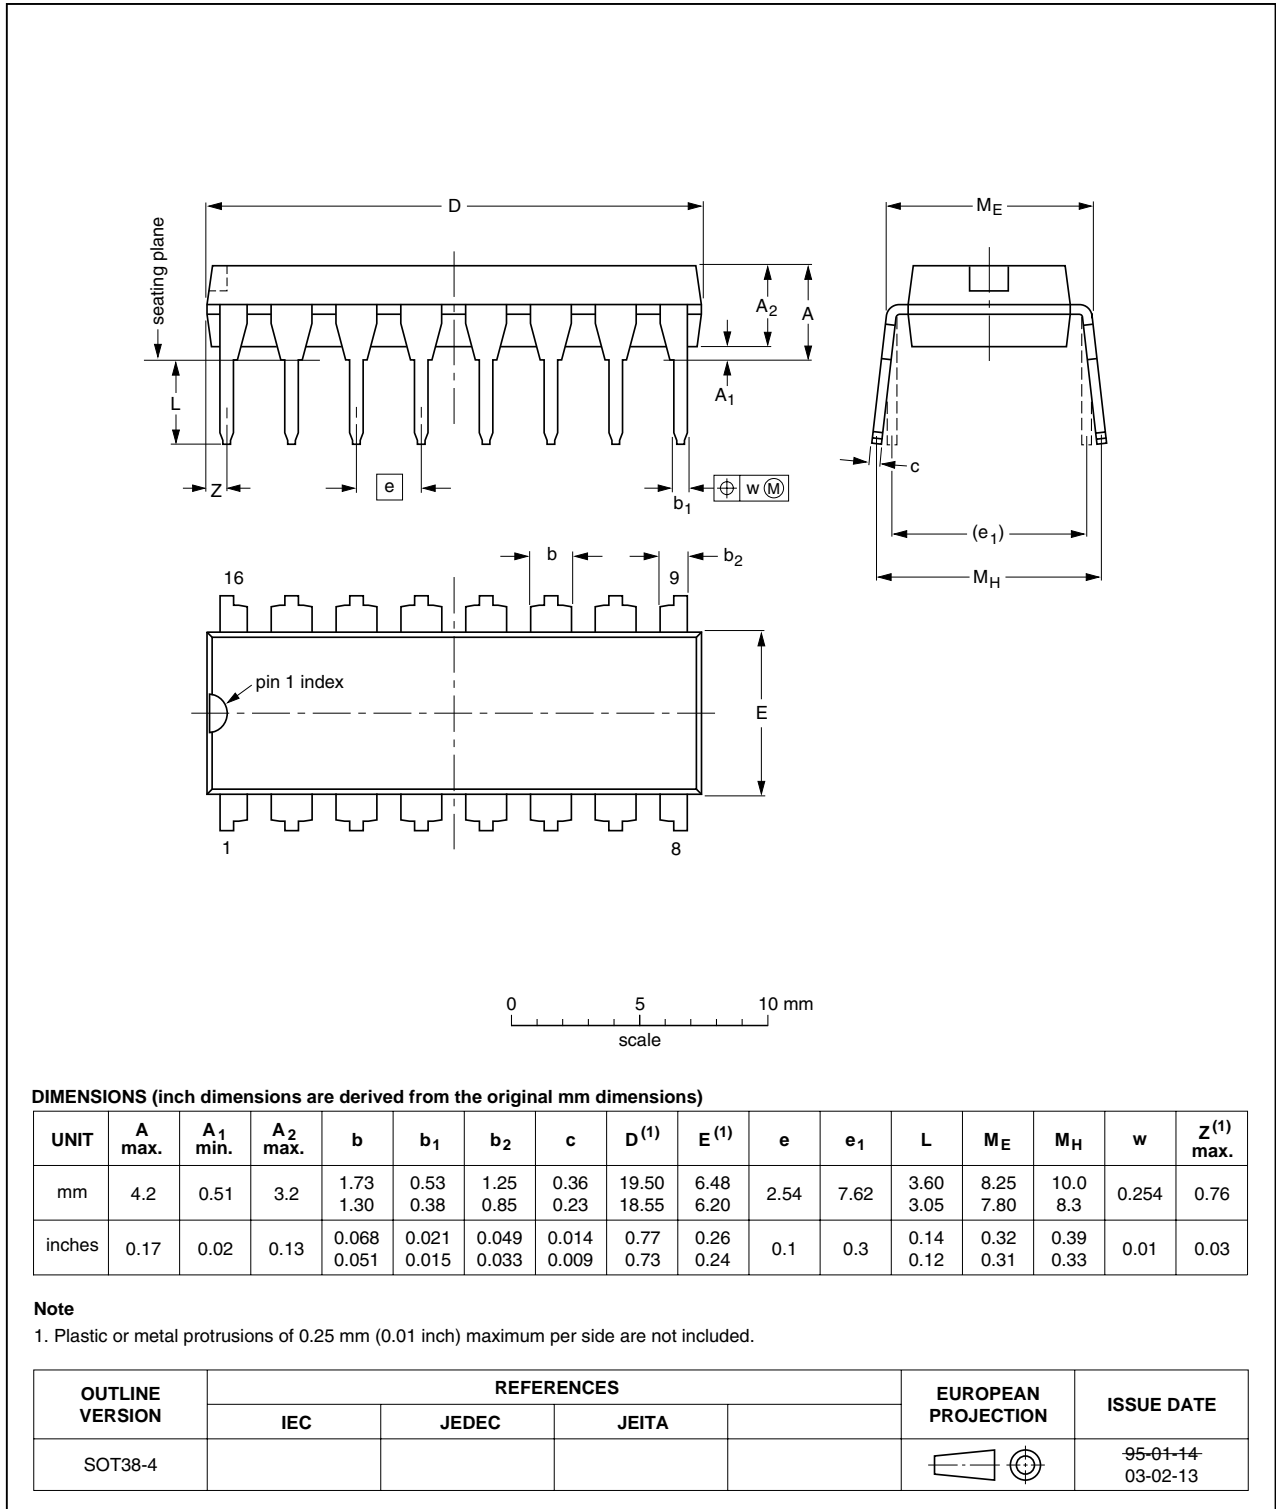 D
ME
seating plane
A2
A
L
A1
Z
e
b1
w M
c
(e1)
MH
b
b2
16
9
pin 1 index
E
1
8
0 5 10 mm
scale
DIMENSIONS (inch dimensions are derived from the original mm dimensions)
UNIT A max. A1 min. A2 max. b b1 b2 c D(1) E(1) e e1 L ME MH w Z(1) max.
mm 4.2 0.51 3.2 1.73 1.30 0.53 0.38 1.25 0.85 0.36 0.23 19.50 18.55 6.48 6.20 2.54 7.62 3.60 3.05 8.25 7.80 10.0 8.3 0.254 0.76
inches 0.17 0.02 0.13 0.068 0.051 0.021 0.015 0.049 0.033 0.014 0.009 0.77 0.73 0.26 0.24 0.1 0.3 0.14 0.12 0.32 0.31 0.39 0.33 0.01 0.03
Note
1. Plastic or metal protrusions of 0.25 mm (0.01 inch) maximum per side are not included.
OUTLINE VERSION REFERENCES EUROPEAN PROJECTION ISSUE DATE
IEC JEDEC JEITA
SOT38-4 95-01-14
03-02-13